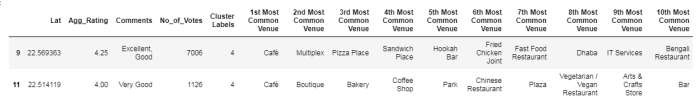 Lat Agg_Rating Comments No_of_Votes Cluster Labels 1st Most Common Venue 2nd Most Common Venue 3rd Most Common Venue 4th Most Common Venue 5th Most Common Venue 6th Most Common Venue 7th Most Common Venue 8th Most Common Venue 9th Most Common Venue 10th Most Common Venue
9 22.569363 4.25 Excellent, Good 7006 4 Café Multiplex Pizza Place Sandwich Place Hookah Bar Fried Chicken Joint Fast Food Restaurant Dhaba IT Services Bengali Restaurant
11 22.514119 4.00 Very Good 1126 4 Café Boutique Bakery Coffee Shop Park Chinese Restaurant Plaza Vegetarian / Vegan Restaurant Arts & Crafts Store Bar